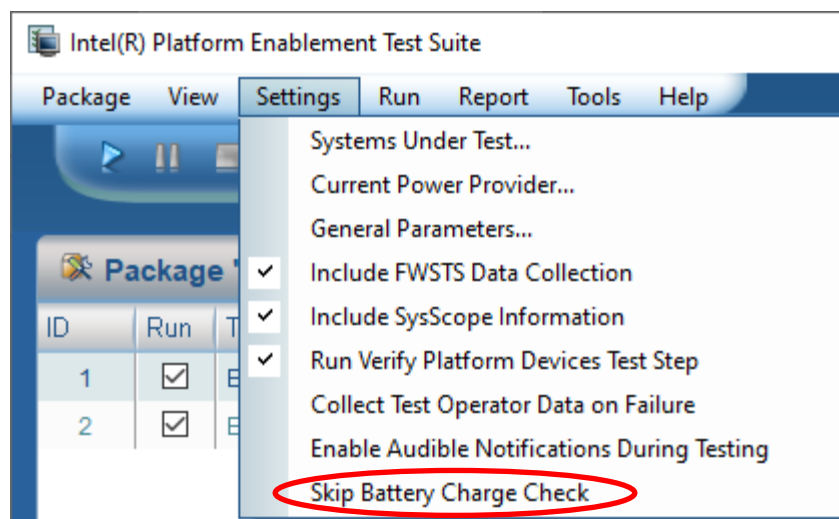 Intel(R) Platform Enablement Test Suite
Package View Settings Run Report Tools Help
Systems Under Test...
Current Power Provider...
General Parameters...
Package '
Include FWSTS Data Collection
ID Run T
Include SysScope Information
1 E
Run Verify Platform Devices Test Step
Collect Test Operator Data on Failure
2 E
Enable Audible Notifications During Testing
Skip Battery Charge Check